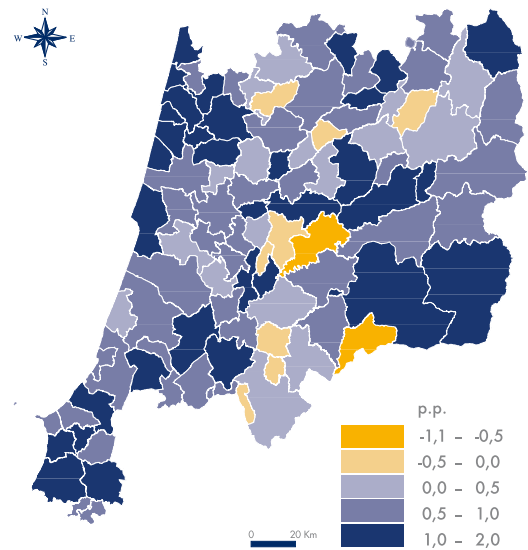 N
W E
S
p.p.
-1,1 – -0,5
-0,5 – 0,0
0,0 – 0,5
0,5 – 1,0
1,0 – 2,0
0 20 Km